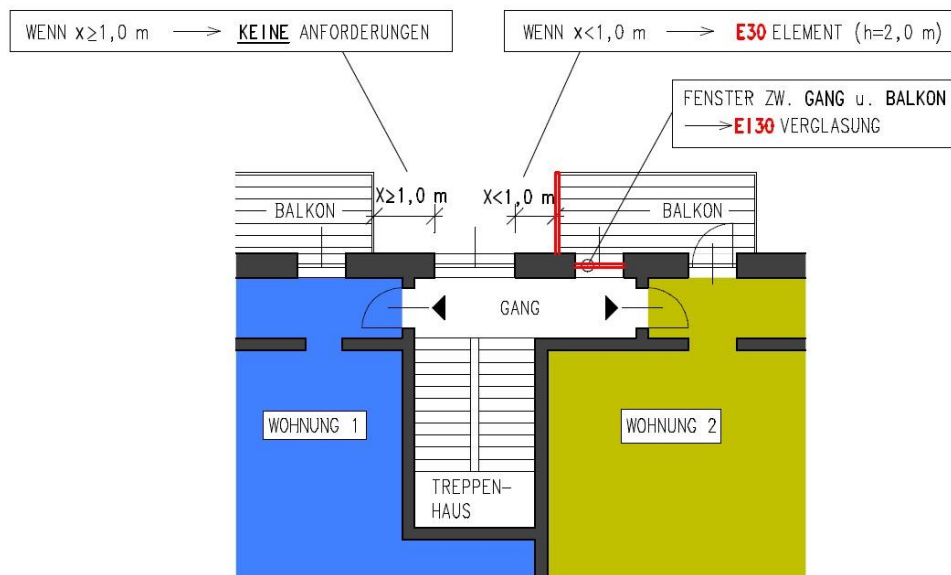 WENN x≥1,0 m → KEINE ANFORDERUNGEN
WENN x<1,0 m → E30 ELEMENT (h=2,0 m)
FENSTER ZW. GANG u. BALKON
→ EI30 VERGLASUNG
X≥1,0 m
X<1,0 m
BALKON
BALKON
GANG
WOHNUNG 1
WOHNUNG 2
TREPPEN-
HAUS